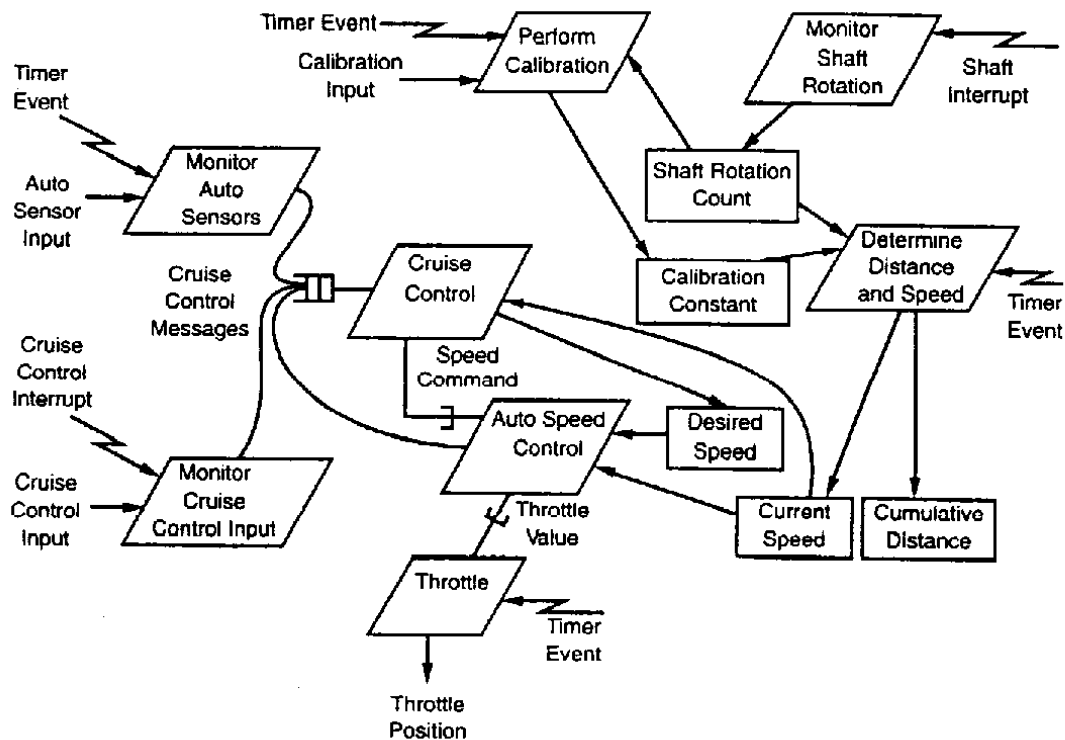 Timer Event
Calibration
Input
Perform
Calibration
Monitor
Shaft
Rotation
Shaft
Interrupt
Timer
Event
Auto
Sensor
Input
Monitor
Auto
Sensors
Shaft Rotation
Count
Determine
Distance
and Speed
Timer
Event
Calibration
Constant
Cruise
Control
Messages
Cruise
Control
Speed
Command
Cruise
Control
Interrupt
Auto Speed
Control
Desired
Speed
Cruise
Control
Input
Monitor
Cruise
Control Input
Throttle
Value
Current
Speed
Cumulative
Distance
Throttle
Timer
Event
Throttle
Position